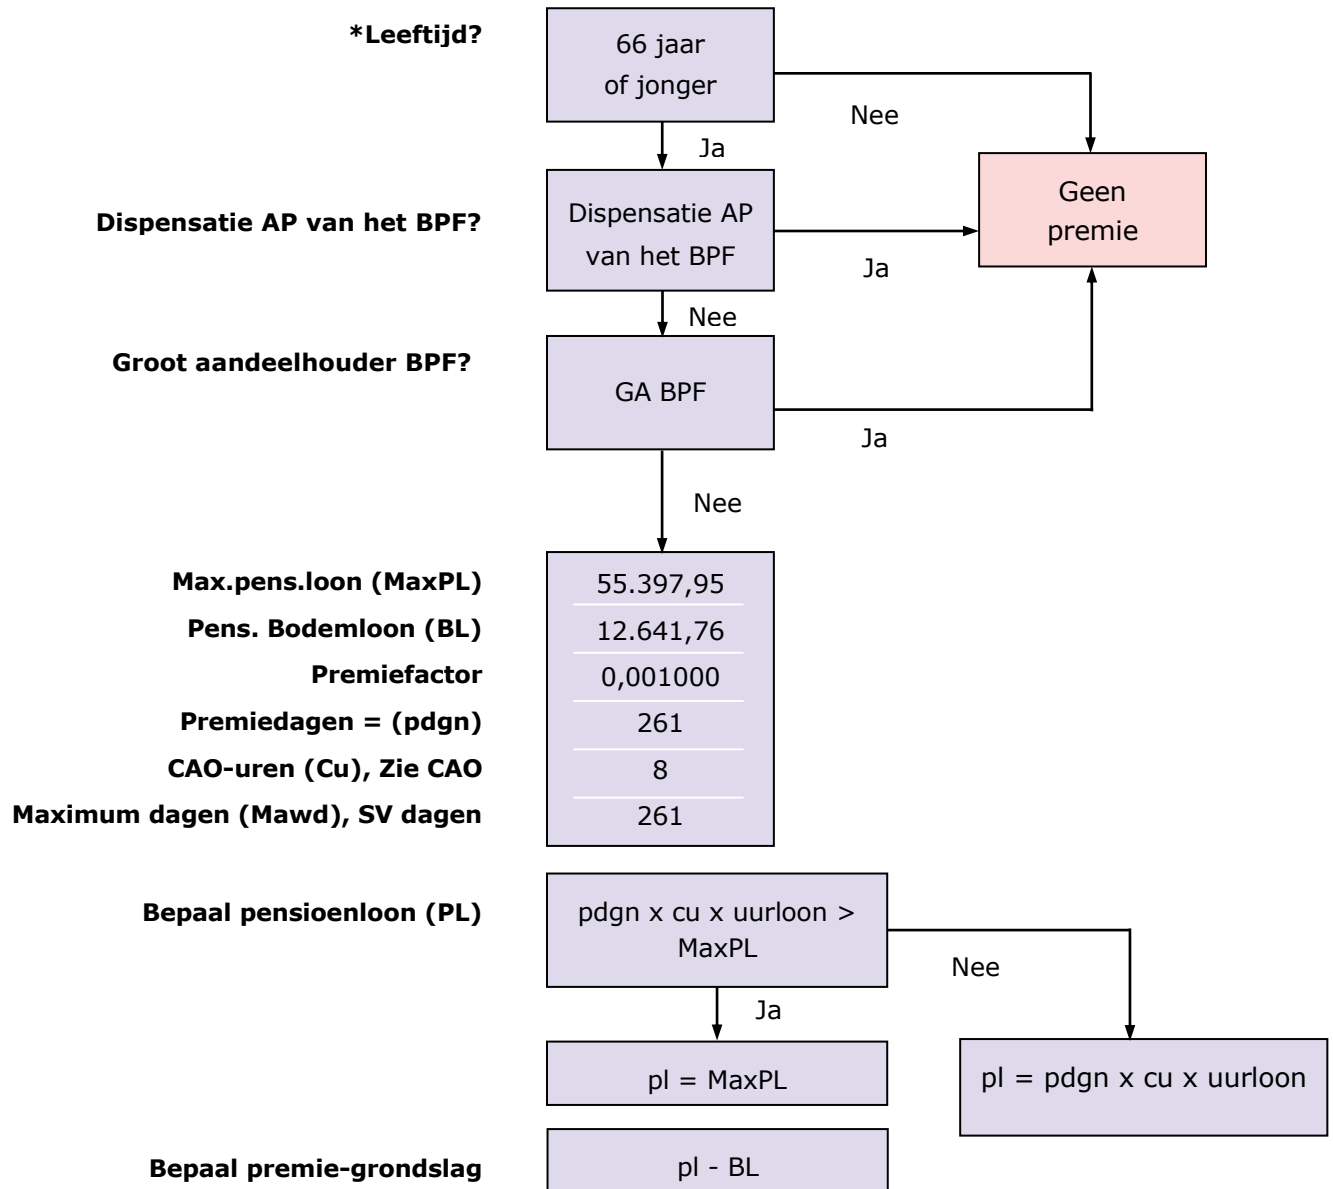 *Leeftijd?
66 jaar
of jonger
Nee
Ja
Geen
premie
Dispensatie AP van het BPF?
Dispensatie AP
van het BPF
Ja
Nee
Groot aandeelhouder BPF?
GA BPF
Ja
Nee
Max.pens.loon (MaxPL)
55.397,95
Pens. Bodemloon (BL)
12.641,76
Premiefactor
0,001000
Premiedagen = (pdgn)
261
CAO-uren (Cu), Zie CAO
8
Maximum dagen (Mawd), SV dagen
261
Bepaal pensioenloon (PL)
pdgn x cu x uurloon >
MaxPL
Nee
Ja
pl = MaxPL
pl = pdgn x cu x uurloon
Bepaal premie-grondslag
pl - BL